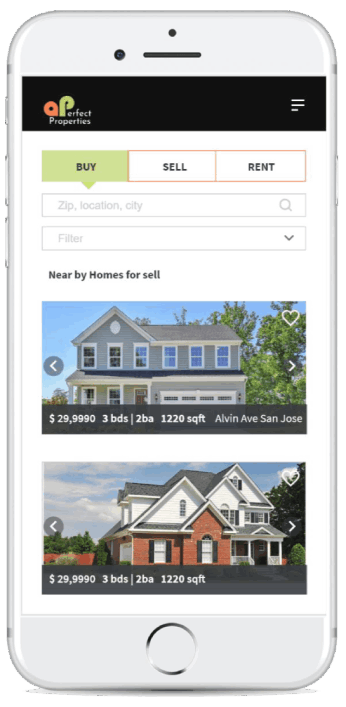 aPerfect
Properties
BUY SELL RENT
Zip, location, city
Filter
Near by Homes for sell
$ 29,9990 3 bds | 2ba 1220 sqft Alvin Ave San Jose
$ 29,9990 3 bds | 2ba 1220 sqft